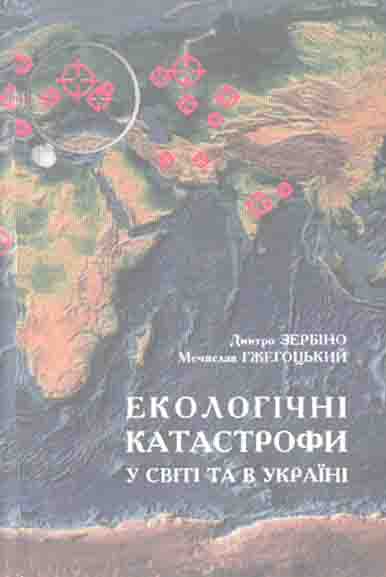 Дмитро ЗЕРБІНО
Мечислав ГЖЕГОЦЬКИЙ
ЕКОЛОГІЧНІ
КАТАСТРОФИ
У СВІТІ ТА В УКРАЇНІ